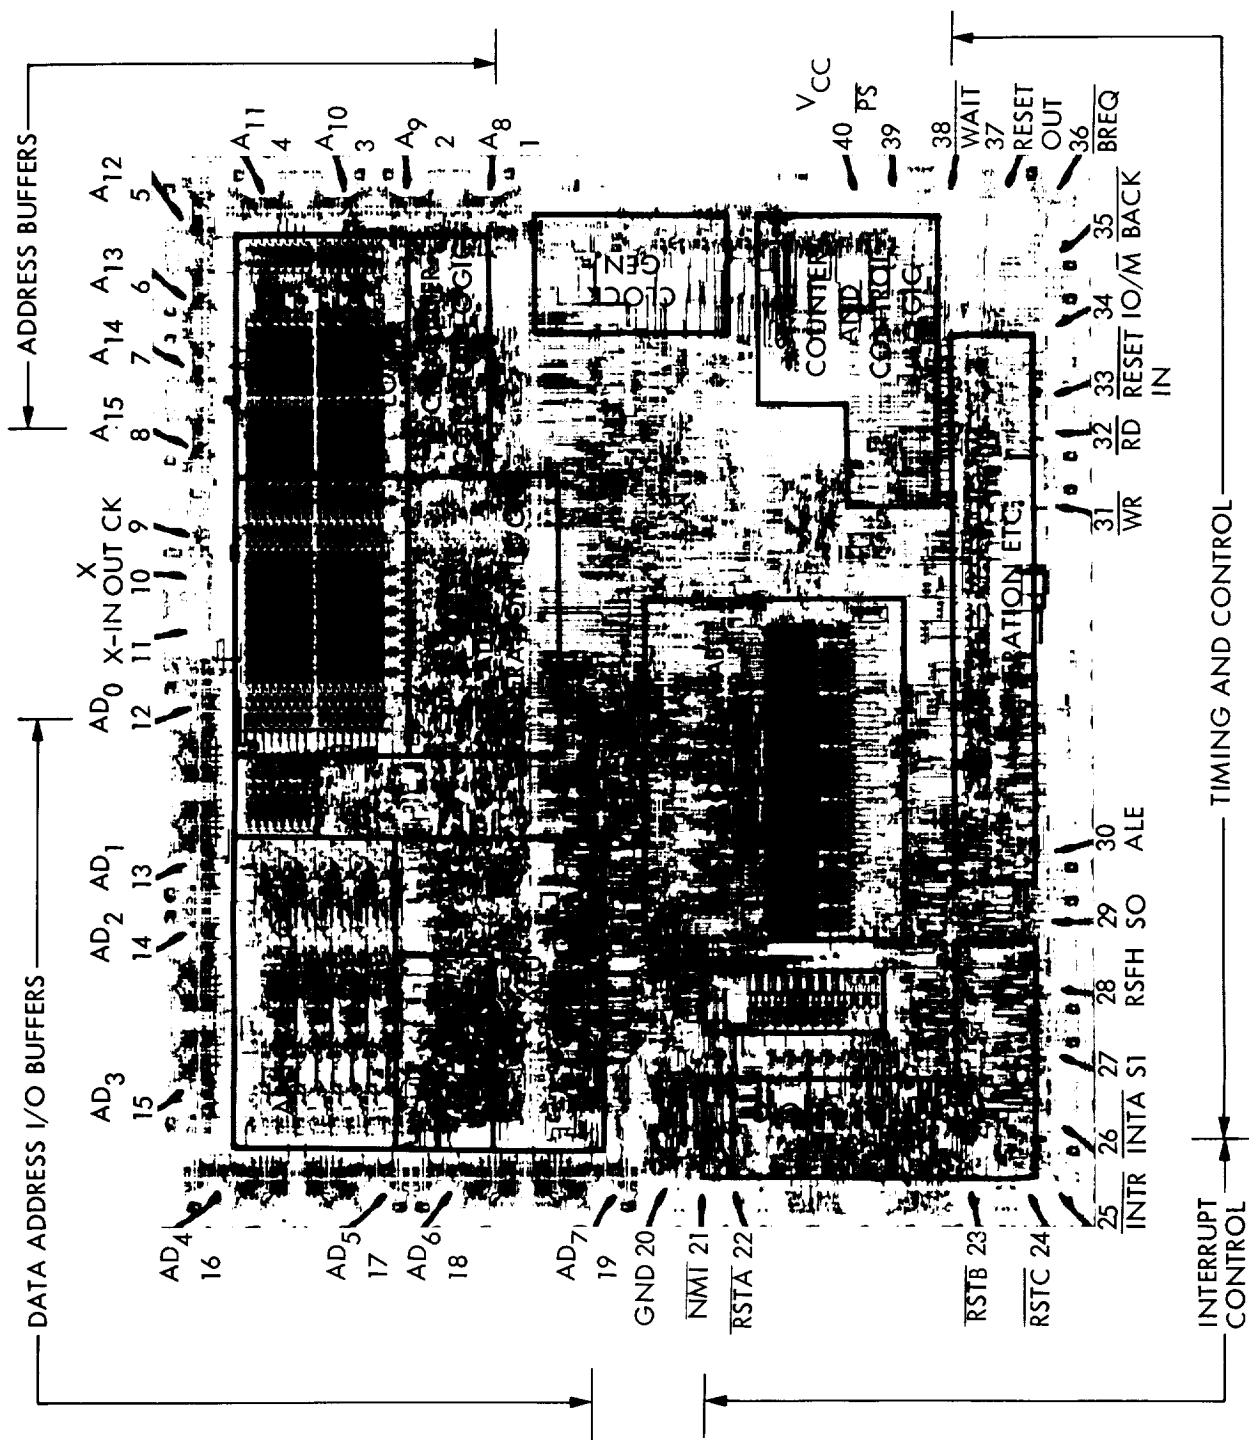 DATA ADDRESS I/O BUFFERS
ADDRESS BUFFERS
AD4 16
AD3 15
AD2 14
AD1 13
AD0 12
X-IN 11
X OUT 10
CK 9
A15 8
A14 7
A13 6
A12 5
A11 4
A10 3
A9 2
A8 1
AD5 17
AD6 18
AD7 19
GND 20
NMI 21
RSTA 22
RSTB 23
RSTC 24
CLOCK GEN.
COUNTER
AND
CONTROL
LOGIC
VCC 40
PS 39
38 WAIT
37 RESET OUT
36 BREQ
25 INTR
26 INTA
27 S1
28 RSFH
29 SO
30 ALE
31 WR
32 RD
33 RESET IN
34 IO/M
35 BACK
INTERRUPT CONTROL
TIMING AND CONTROL